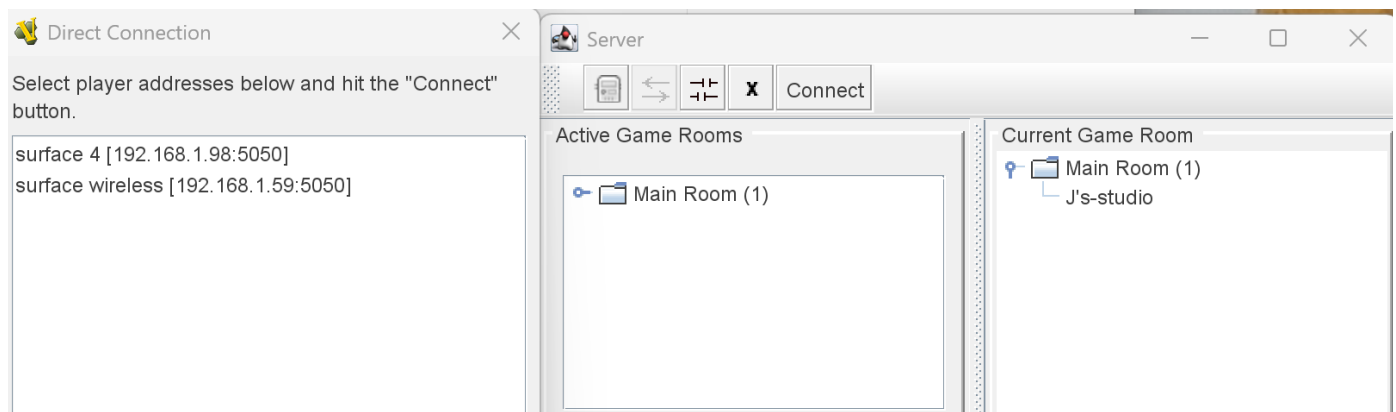 Direct Connection
Select player addresses below and hit the "Connect"
button.
surface 4 [192.168.1.98:5050]
surface wireless [192.168.1.59:5050]
Server
X
Connect
Active Game Rooms
Main Room (1)
Current Game Room
Main Room (1)
J's-studio